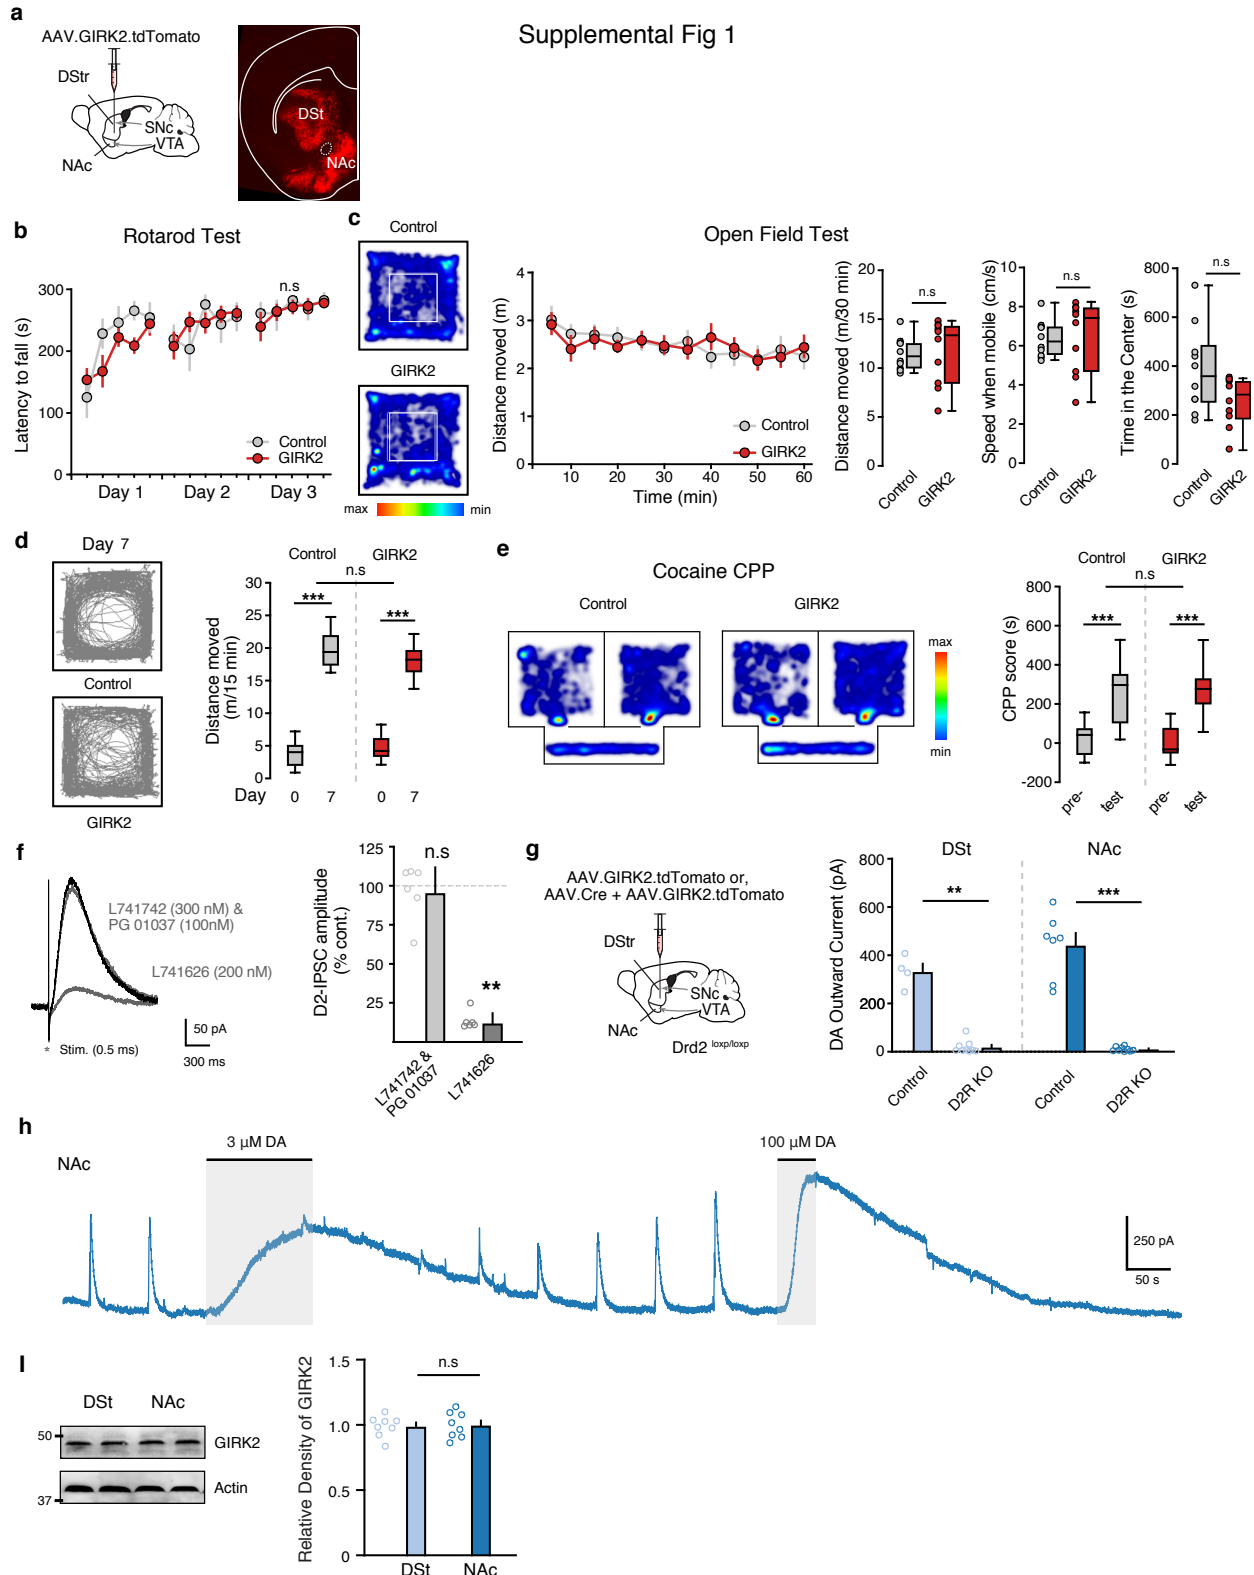 Supplemental Fig 1
a
AAV.GIRK2.tdTomato
DStr
SNc
VTA
NAc
DSt
NAc
b
Rotarod Test
Latency to fall (s)
300
200
100
0
n.s
Control
GIRK2
Day 1
Day 2
Day 3
c
Control
GIRK2
max
min
Open Field Test
Distance moved (m)
4
3
2
1
0
Control
GIRK2
10 20 30 40 50 60
Time (min)
Distance moved (m/30 min)
20
15
10
5
0
n.s
Control
GIRK2
Speed when mobile (cm/s)
10
8
6
4
2
0
n.s
Control
GIRK2
Time in the Center (s)
800
600
400
200
0
n.s
Control
GIRK2
d
Day 7
Control
GIRK2
Control
GIRK2
n.s
***
***
Distance moved
(m/15 min)
30
25
20
15
10
5
0
Day 0 7 0 7
e
Cocaine CPP
Control
GIRK2
max
min
Control
GIRK2
n.s
***
***
CPP score (s)
800
600
400
200
0
-200
pre-
test
pre-
test
f
L741742 (300 nM) &
PG 01037 (100nM)
L741626 (200 nM)
50 pA
300 ms
* Stim. (0.5 ms)
D2-IPSC amplitude
(% cont.)
125
100
75
50
25
n.s
**
L741742 &
PG 01037
L741626
g
AAV.GIRK2.tdTomato or,
AAV.Cre + AAV.GIRK2.tdTomato
DStr
SNc
VTA
NAc
Drd2 loxp/loxp
DSt
NAc
DA Outward Current (pA)
800
600
400
200
0
**
***
Control
D2R KO
Control
D2R KO
h
NAc
3 µM DA
100 µM DA
250 pA
50 s
I
DSt
NAc
50
GIRK2
Actin
37
Relative Density of GIRK2
1.5
1.0
0.5
0
n.s
DSt
NAc